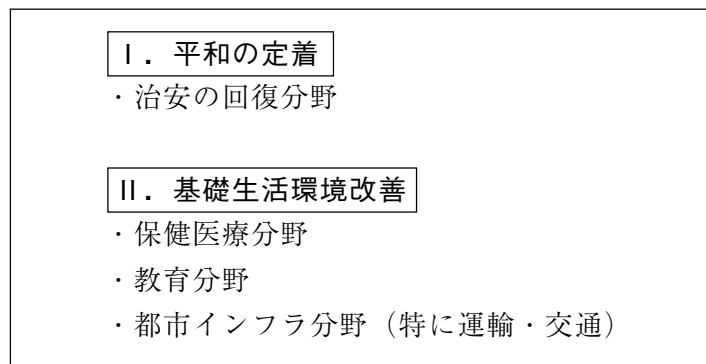 Ⅰ．平和の定着
・治安の回復分野
Ⅱ．基礎生活環境改善
・保健医療分野
・教育分野
・都市インフラ分野（特に運輸・交通）